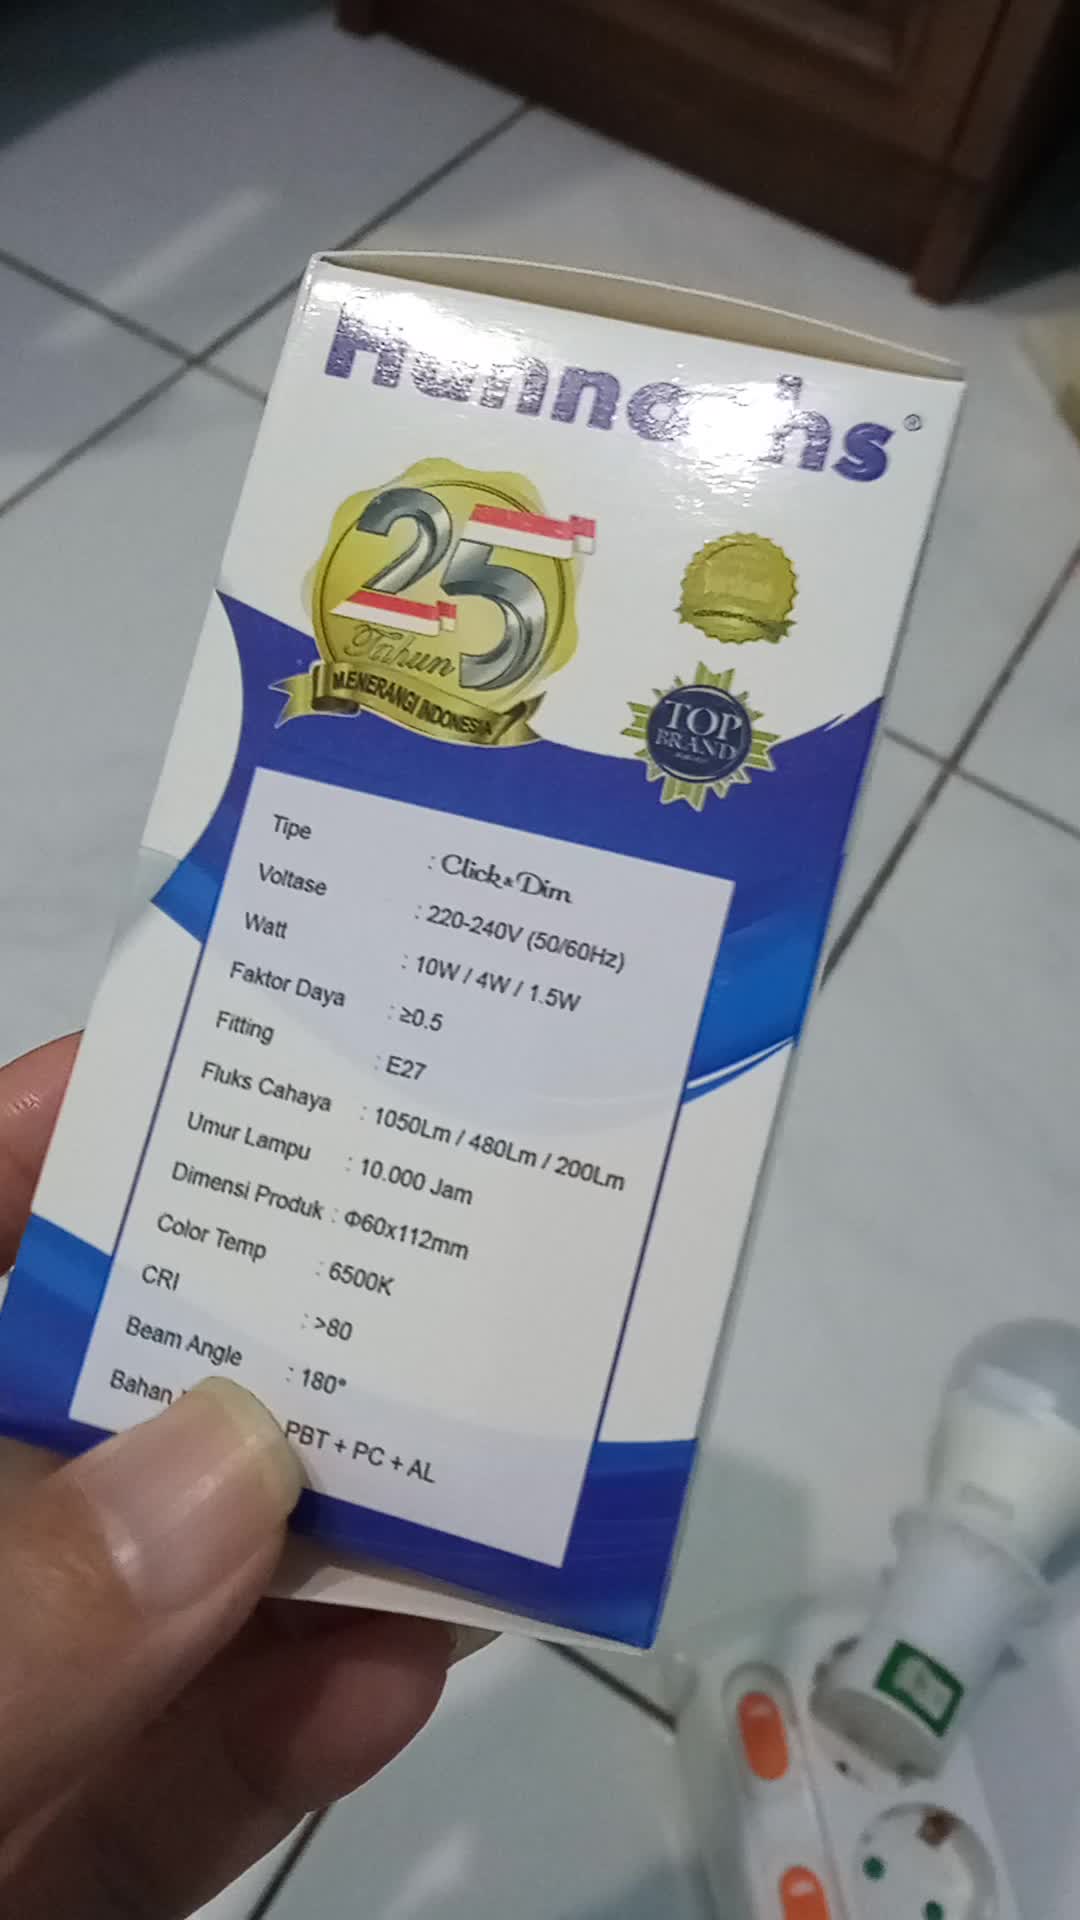 Hannochs®
25
Tahun
MENERANGI INDONESIA
TOP
BRAND
Tipe : Click & Dim
Voltase : 220-240V (50/60Hz)
Watt : 10W / 4W / 1.5W
Faktor Daya : ≥0.5
Fitting : E27
Fluks Cahaya : 1050Lm / 480Lm / 200Lm
Umur Lampu : 10.000 Jam
Dimensi Produk : Φ60x112mm
Color Temp : 6500K
CRI : >80
Beam Angle : 180°
Bahan PBT + PC + AL